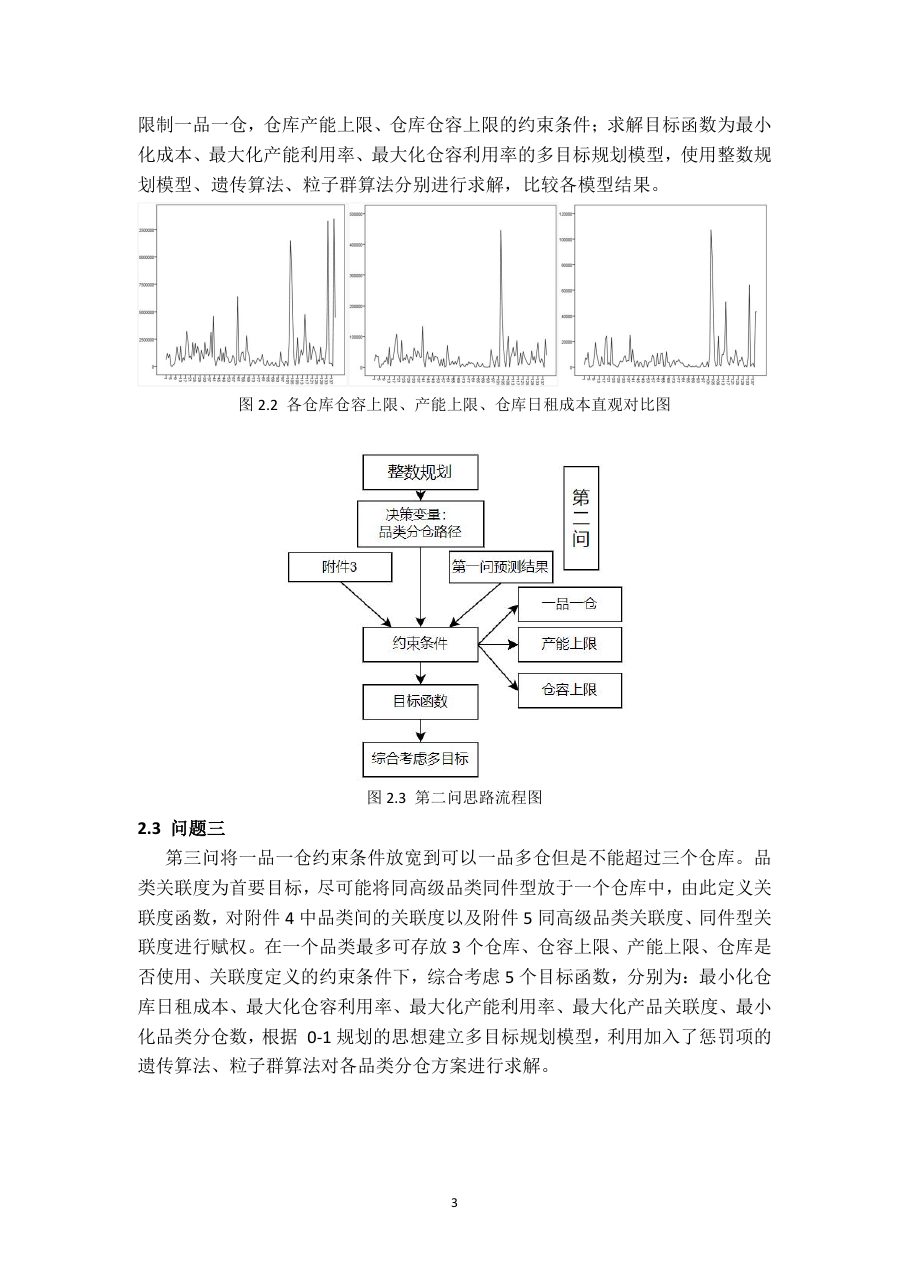 限制一品一仓，仓库产能上限、仓库仓容上限的约束条件；求解目标函数为最小
化成本、最大化产能利用率、最大化仓容利用率的多目标规划模型，使用整数规
划模型、遗传算法、粒子群算法分别进行求解，比较各模型结果。
500000
400000
300000
200000
100000
0
120000
100000
80000
60000
40000
20000
0
图 2.2 各仓库仓容上限、产能上限、仓库日租成本直观对比图
整数规划
第二问
决策变量：
品类分仓路径
附件3
第一问预测结果
一品一仓
约束条件
产能上限
仓容上限
目标函数
综合考虑多目标
图 2.3 第二问思路流程图
2.3 问题三
第三问将一品一仓约束条件放宽到可以一品多仓但是不能超过三个仓库。品
类关联度为首要目标，尽可能将同高级品类同件型放于一个仓库中，由此定义关
联度函数，对附件 4 中品类间的关联度以及附件 5 同高级品类关联度、同件型关
联度进行赋权。在一个品类最多可存放 3 个仓库、仓容上限、产能上限、仓库是
否使用、关联度定义的约束条件下，综合考虑 5 个目标函数，分别为：最小化仓
库日租成本、最大化仓容利用率、最大化产能利用率、最大化产品关联度、最小
化品类分仓数，根据 0-1 规划的思想建立多目标规划模型，利用加入了惩罚项的
遗传算法、粒子群算法对各品类分仓方案进行求解。
3